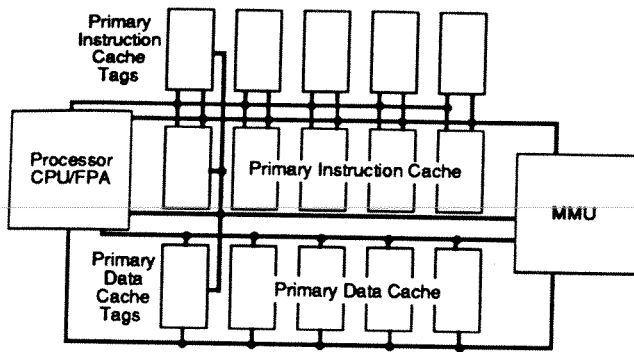 Primary
Instruction
Cache
Tags
Processor
CPU/FPA
Primary Instruction Cache
MMU
Primary
Data
Cache
Tags
Primary Data Cache